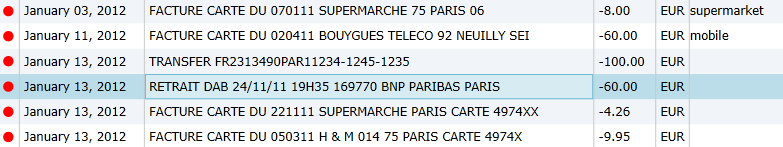 January 03, 2012 FACTURE CARTE DU 070111 SUPERMARCHE 75 PARIS 06 -8.00 EUR supermarket
January 11, 2012 FACTURE CARTE DU 020411 BOUYGUES TELECO 92 NEUILLY SEI -60.00 EUR mobile
January 13, 2012 TRANSFER FR2313490PAR11234-1245-1235 -100.00 EUR
January 13, 2012 RETRAIT DAB 24/11/11 19H35 169770 BNP PARIBAS PARIS -60.00 EUR
January 13, 2012 FACTURE CARTE DU 221111 SUPERMARCHE PARIS CARTE 4974XX -4.26 EUR
January 13, 2012 FACTURE CARTE DU 050311 H & M 014 75 PARIS CARTE 4974X -9.95 EUR